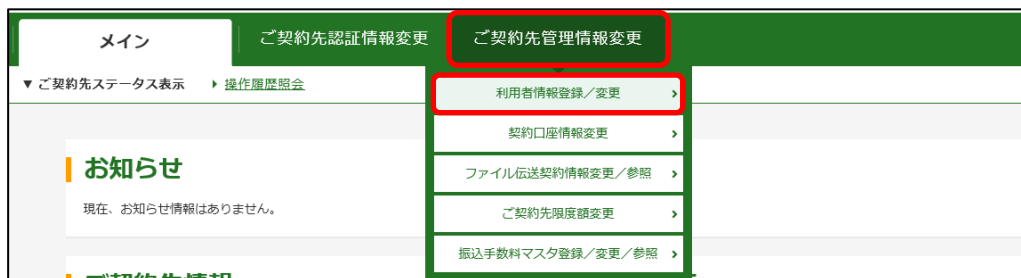 メイン
ご契約先認証情報変更
ご契約先管理情報変更
▼ ご契約先ステータス表示
操作履歴照会
利用者情報登録／変更
契約口座情報変更
ファイル伝送契約情報変更／参照
ご契約先限度額変更
振込手数料マスタ登録／変更／参照
お知らせ
現在、お知らせ情報はありません。